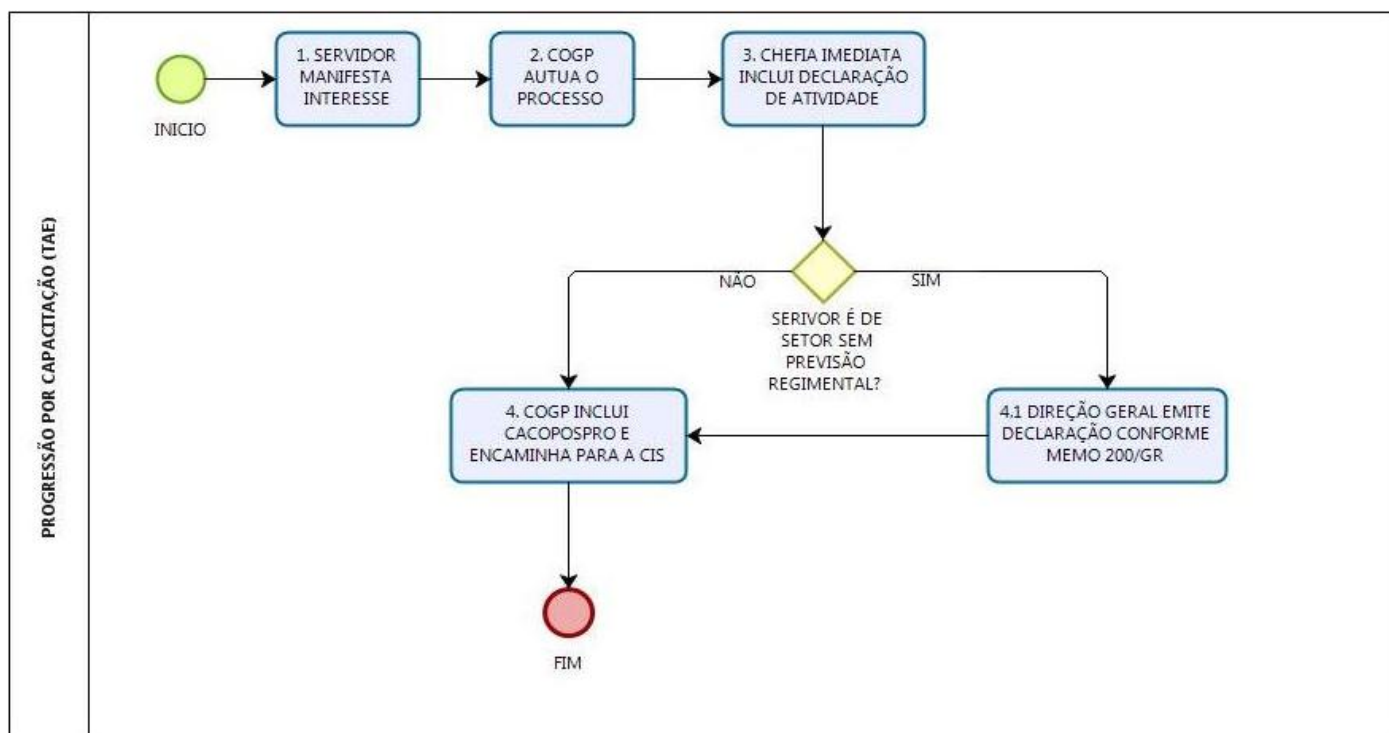 PROGRESSÃO POR CAPACITAÇÃO (TAE)
INICIO
1. SERVIDOR
MANIFESTA
INTERESSE
2. COGP
AUTUA O
PROCESSO
3. CHEFIA IMEDIATA
INCLUI DECLARAÇÃO
DE ATIVIDADE
NÃO
SIM
SERIVOR É DE
SETOR SEM
PREVISÃO
REGIMENTAL?
4. COGP INCLUI
CACOPOSPRO E
ENCAMINHA PARA A CIS
4.1 DIREÇÃO GERAL EMITE
DECLARAÇÃO CONFORME
MEMO 200/GR
FIM